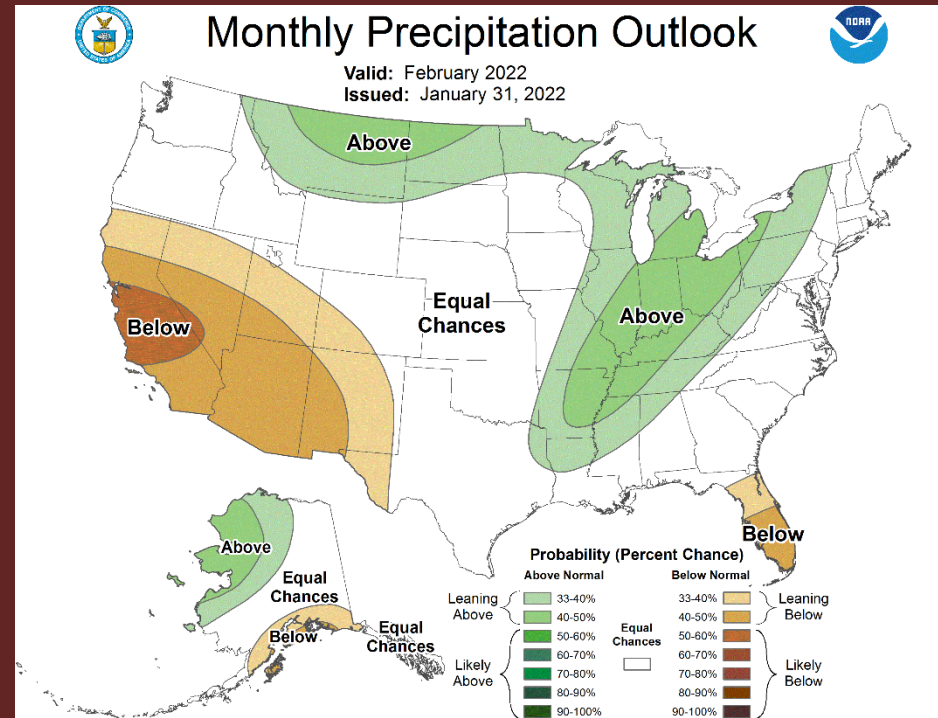 Monthly Precipitation Outlook
NOAA
Valid: February 2022
Issued: January 31, 2022
Above
Equal
Chances
Below
Above
Below
Above
Equal
Chances
Below
Equal
Chances
Probability (Percent Chance)
Above Normal
Below Normal
Leaning
Above
33-40%
40-50%
Likely
Above
50-60%
60-70%
70-80%
80-90%
90-100%
Equal
Chances
33-40%
40-50%
Leaning
Below
50-60%
60-70%
70-80%
80-90%
90-100%
Likely
Below